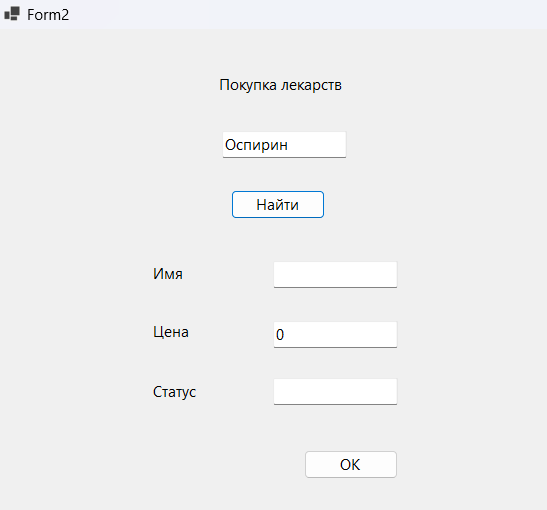 Form2
Покупка лекарств
Оспирин
Найти
Имя
Цена 0
Статус
OK